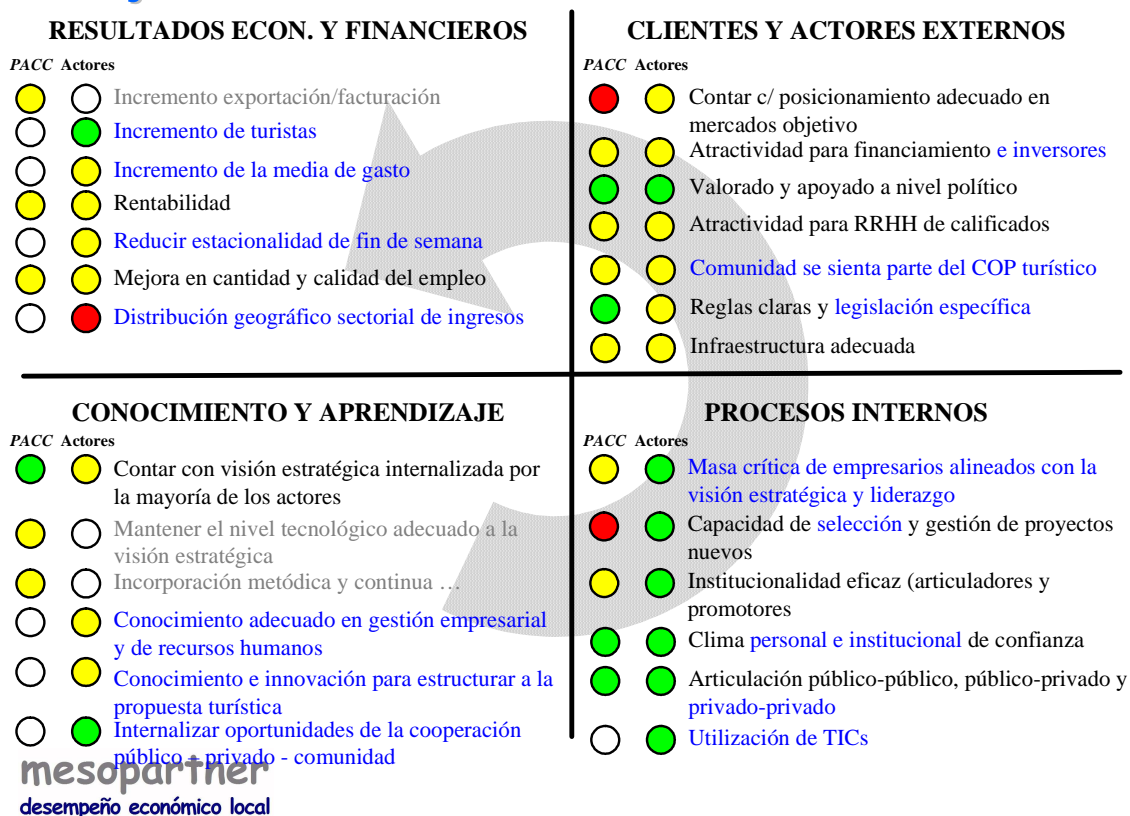 RESULTADOS ECON. Y FINANCIEROS
PACC Actores
Incremento exportación/facturación
Incremento de turistas
Incremento de la media de gasto
Rentabilidad
Reducir estacionalidad de fin de semana
Mejora en cantidad y calidad del empleo
Distribución geográfico sectorial de ingresos
CLIENTES Y ACTORES EXTERNOS
PACC Actores
Contar c/ posicionamiento adecuado en
mercados objetivo
Atractividad para financiamiento e inversores
Valorado y apoyado a nivel político
Atractividad para RRHH de calificados
Comunidad se sienta parte del COP turístico
Reglas claras y legislación específica
Infraestructura adecuada
CONOCIMIENTO Y APRENDIZAJE
PACC Actores
Contar con visión estratégica internalizada por
la mayoría de los actores
Mantener el nivel tecnológico adecuado a la
visión estratégica
Incorporación metódica y continua …
Conocimiento adecuado en gestión empresarial
y de recursos humanos
Conocimiento e innovación para estructurar a la
propuesta turística
Internalizar oportunidades de la cooperación
público – privado - comunidad
PROCESOS INTERNOS
PACC Actores
Masa crítica de empresarios alineados con la
visión estratégica y liderazgo
Capacidad de selección y gestión de proyectos
nuevos
Institucionalidad eficaz (articuladores y
promotores
Clima personal e institucional de confianza
Articulación público-público, público-privado y
privado-privado
Utilización de TICs
mesopartner
desempeño económico local